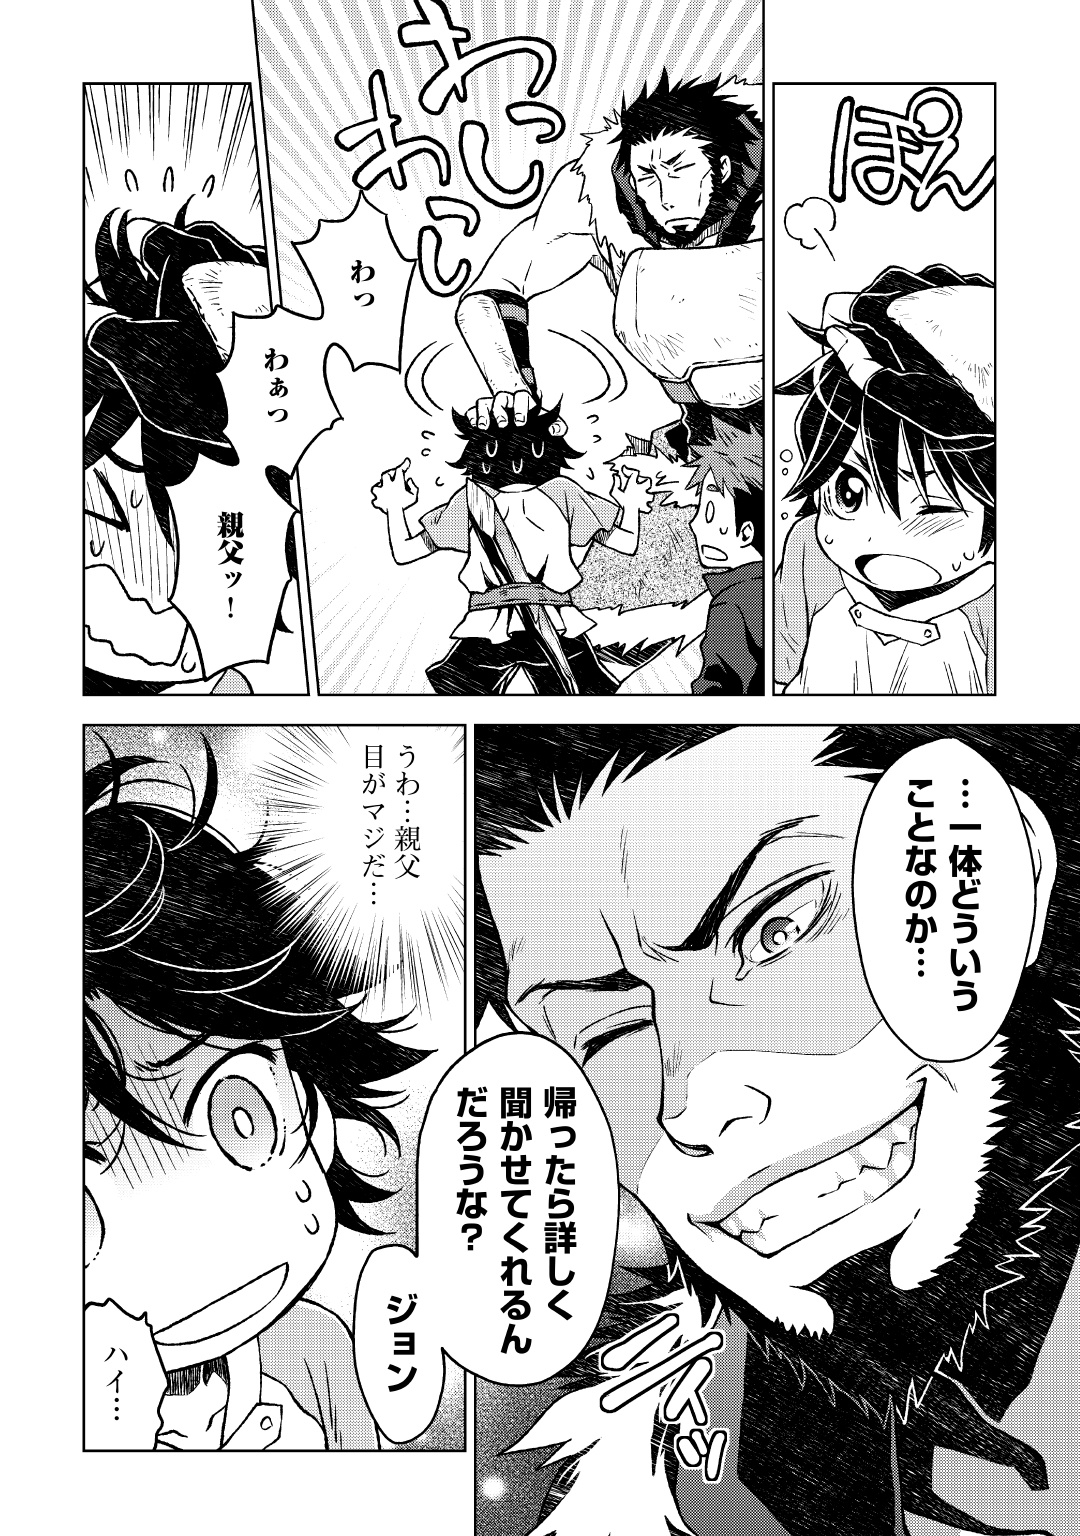 ぽん
わしっ
わしっ
わっ
わぁっ
親父ッ!
…一体どういう
ことなのか…
帰ったら詳しく
聞かせてくれるん
だろうな?
ジョン
うわ…親父
目がマジだ…
ハイ…